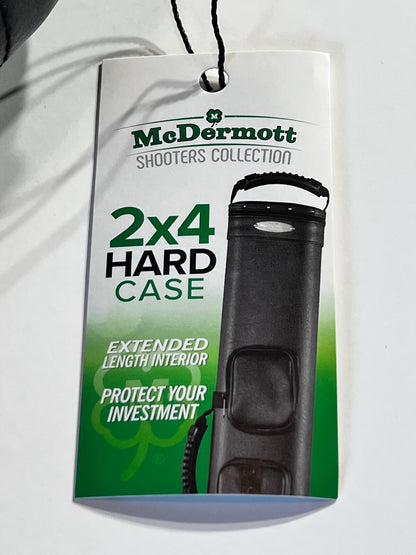 McDermott
SHOOTERS COLLECTION
2x4
HARD
CASE
EXTENDED
LENGTH INTERIOR
PROTECT YOUR
INVESTMENT
®